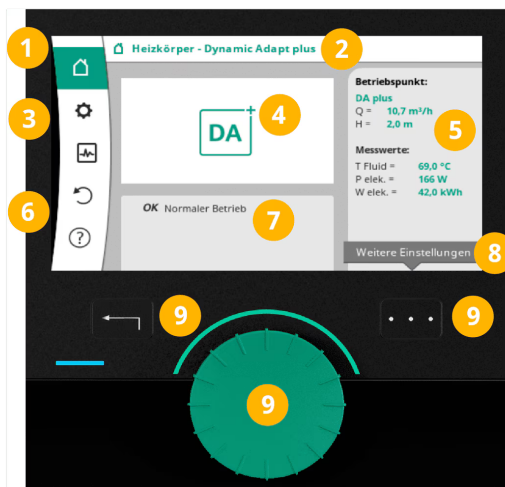 1
Heizkörper - Dynamic Adapt plus
2
3
DA+
4
Betriebspunkt:
DA plus
Q = 10,7 m³/h
H = 2,0 m
5
Messwerte:
T Fluid = 69,0 °C
P elek. = 166 W
W elek. = 42,0 kWh
6
?
OK Normaler Betrieb
7
Weitere Einstellungen
8
9
9
9